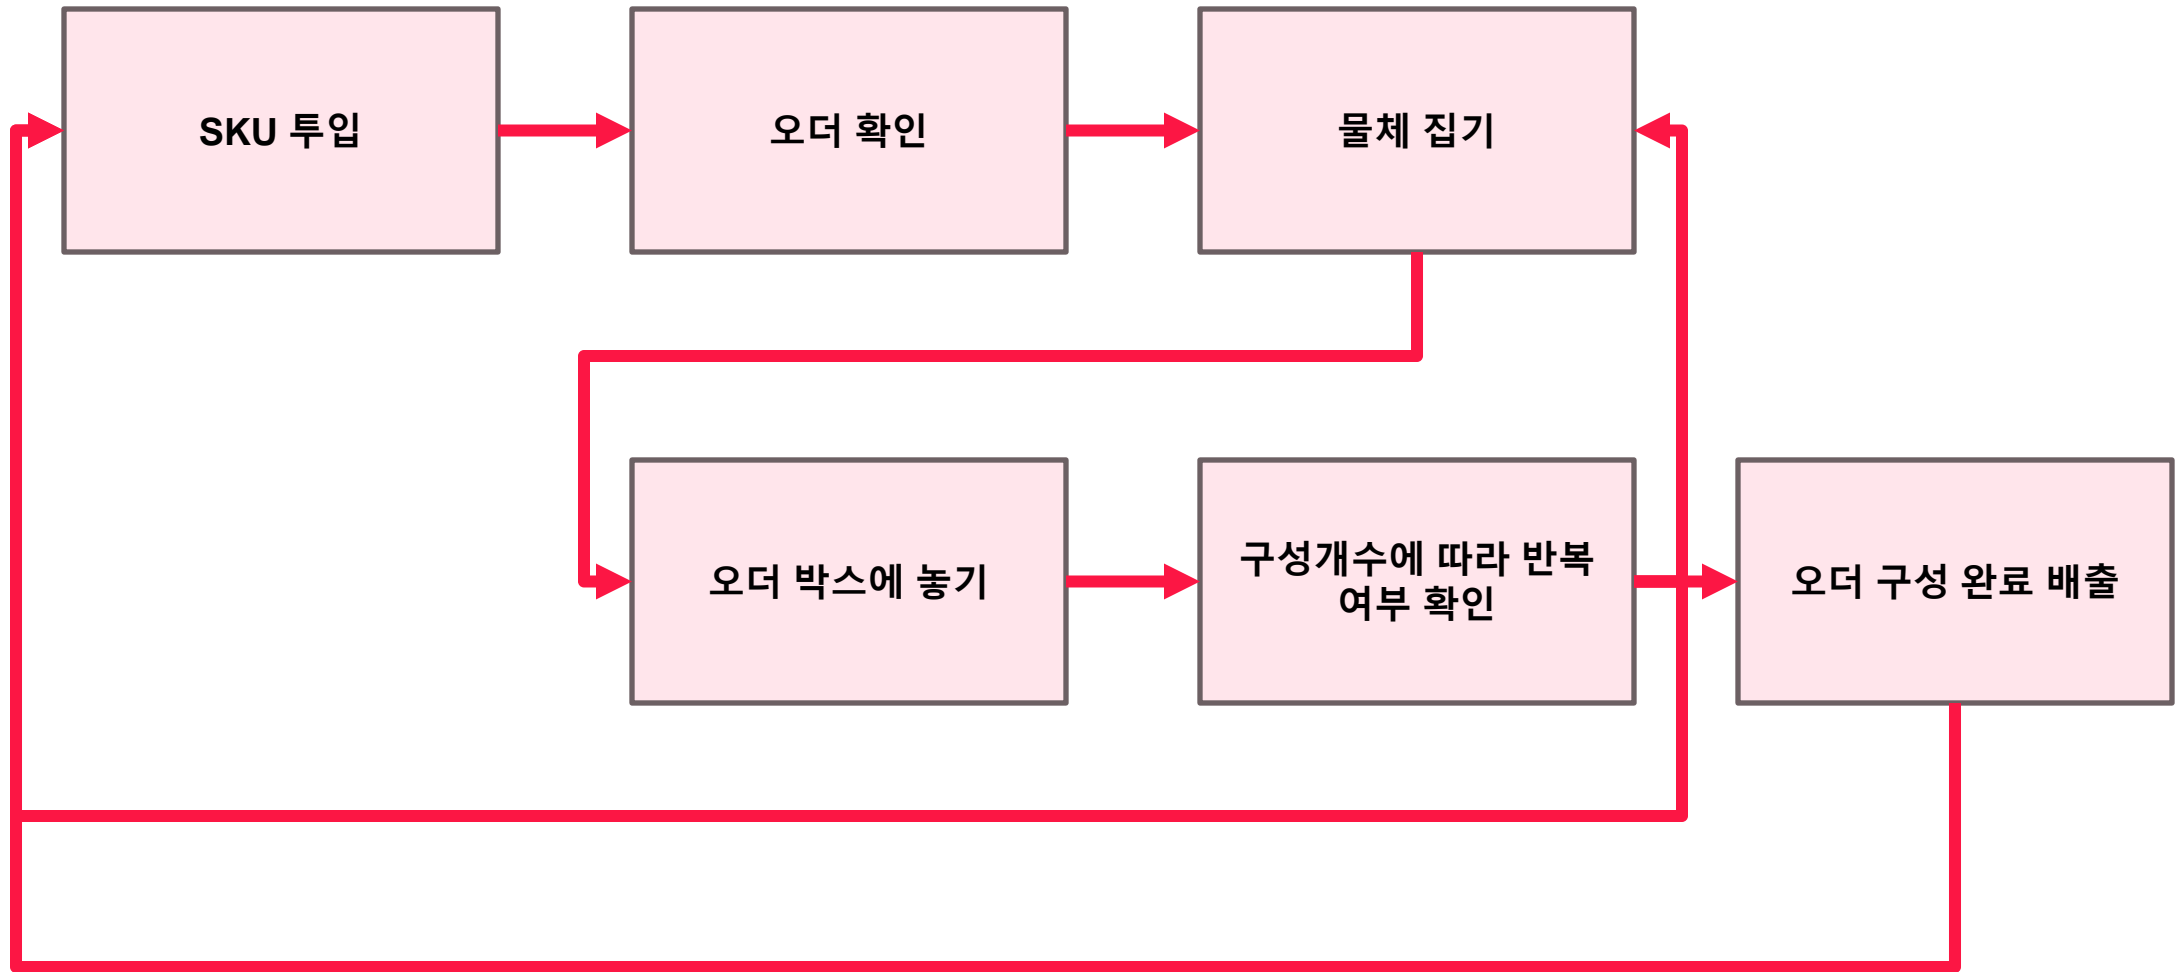 SKU 투입
오더 확인
물체 집기
오더 박스에 놓기
구성개수에 따라 반복
여부 확인
오더 구성 완료 배출